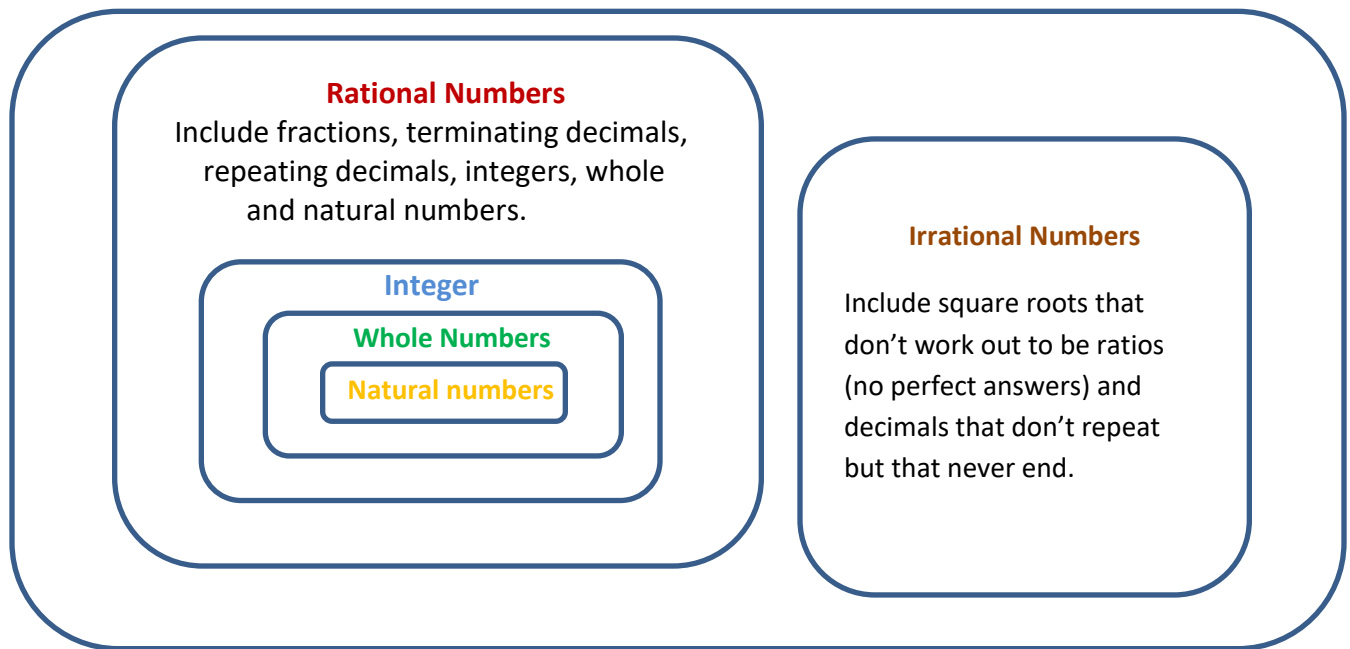 Rational Numbers
Include fractions, terminating decimals,
repeating decimals, integers, whole
and natural numbers.
Integer
Whole Numbers
Natural numbers
Irrational Numbers
Include square roots that
don’t work out to be ratios
(no perfect answers) and
decimals that don’t repeat
but that never end.